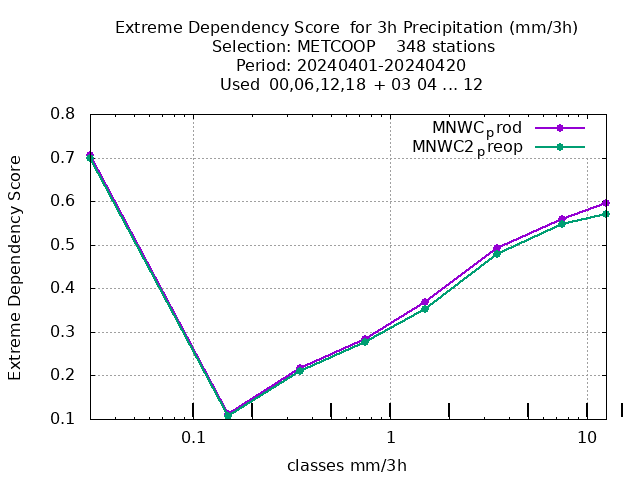 Extreme Dependency Score for 3h Precipitation (mm/3h)
Selection: METCOOP 348 stations
Period: 20240401-20240420
Used 00,06,12,18 + 03 04 ... 12
MNWCprod
MNWC2preop
Extreme Dependency Score
0.8
0.7
0.6
0.5
0.4
0.3
0.2
0.1
0.1 1 10
classes mm/3h